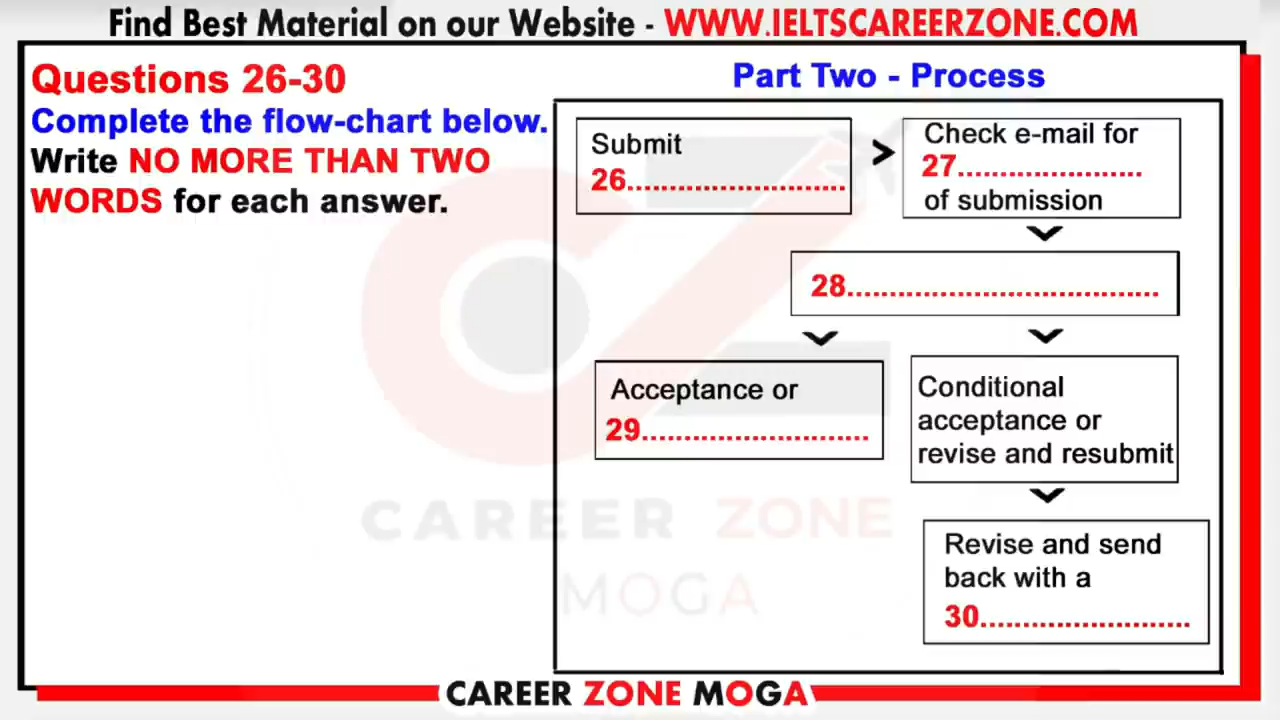 Find Best Material on our Website - WWW.IELTSCAREERZONE.COM
Questions 26-30
Complete the flow-chart below.
Write NO MORE THAN TWO
WORDS for each answer.
Part Two - Process
Submit
26.........................
> Check e-mail for
27.....................
of submission
28....................................
Acceptance or
29..........................
Conditional
acceptance or
revise and resubmit
Revise and send
back with a
30........................
CAREER ZONE
MOGA
CAREER ZONE MOGA